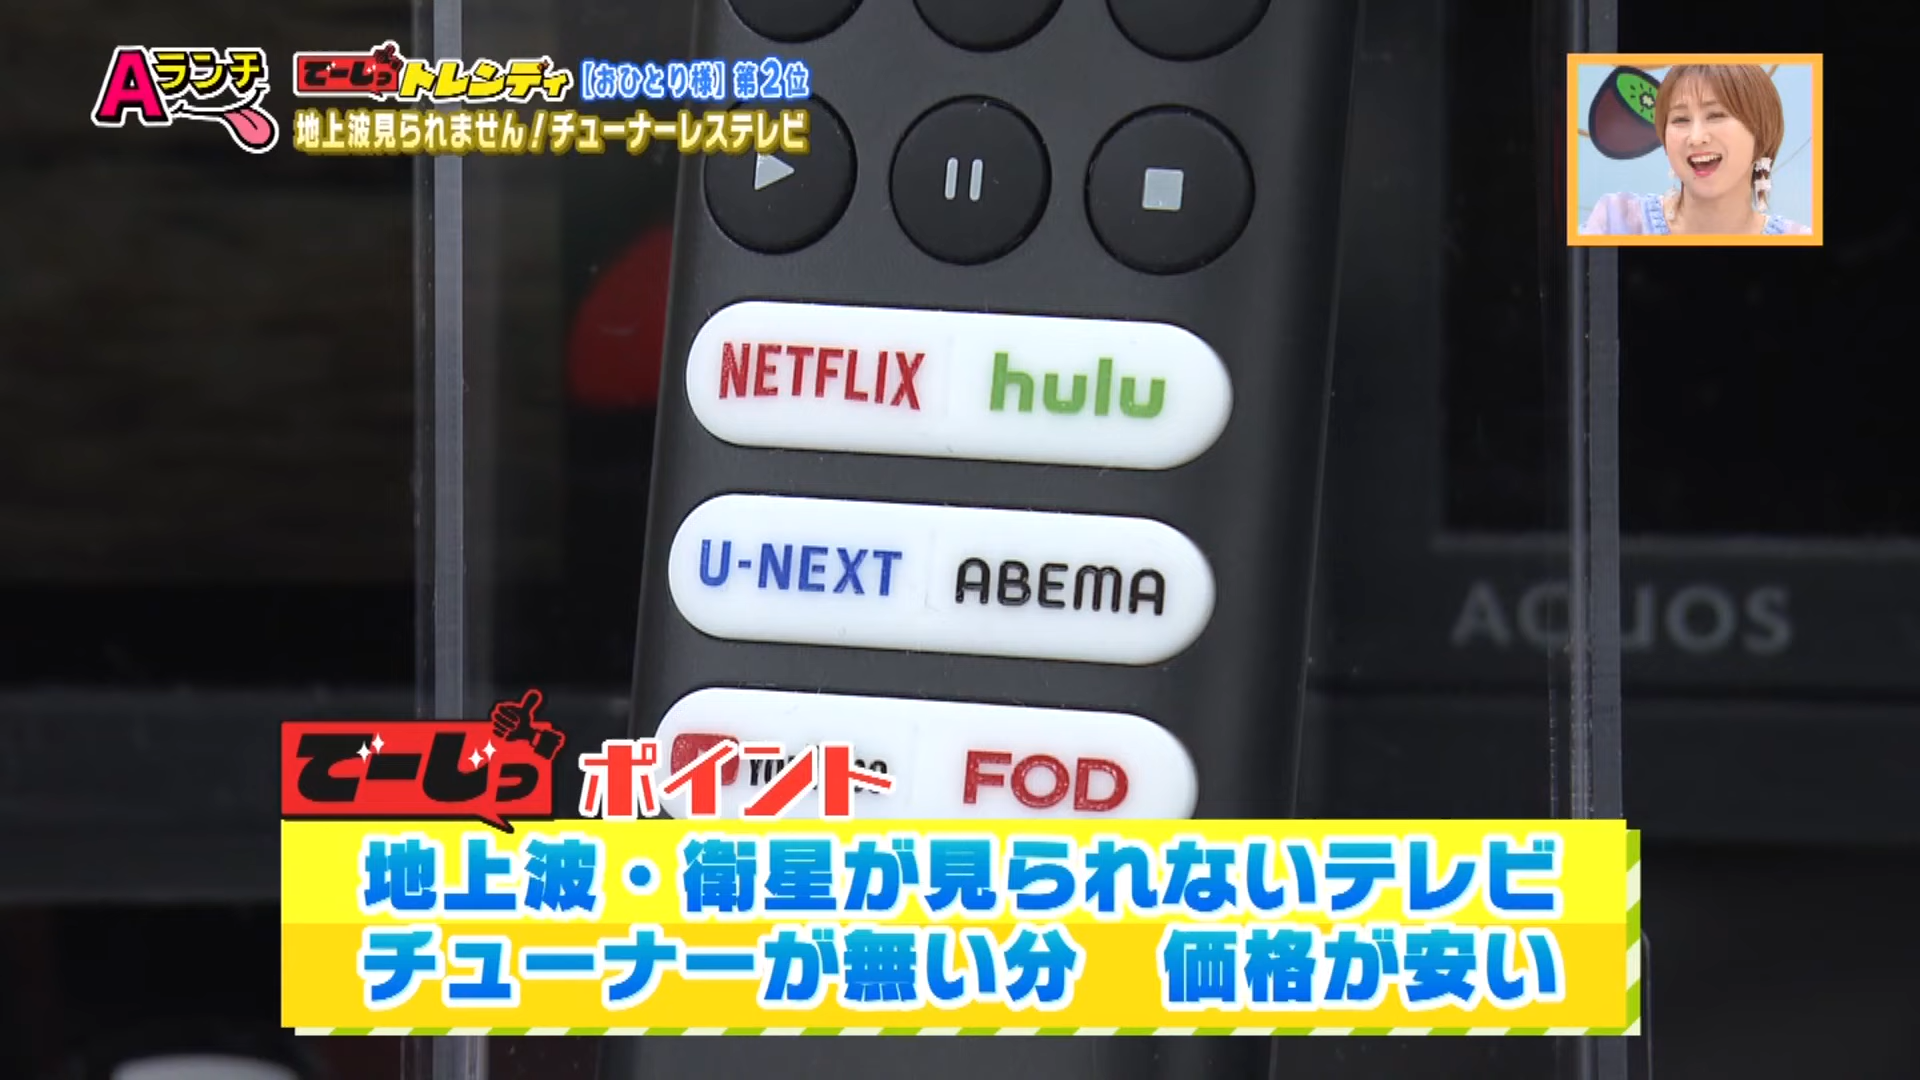 Aランチ
でーじっトレンディ【おひとり様】第2位
地上波見られません!チューナーレステレビ
NETFLIX hulu
U-NEXT ABEMA
FOD
AQUOS
でーじっポイント
地上波・衛星が見られないテレビ
チューナーが無い分 価格が安い